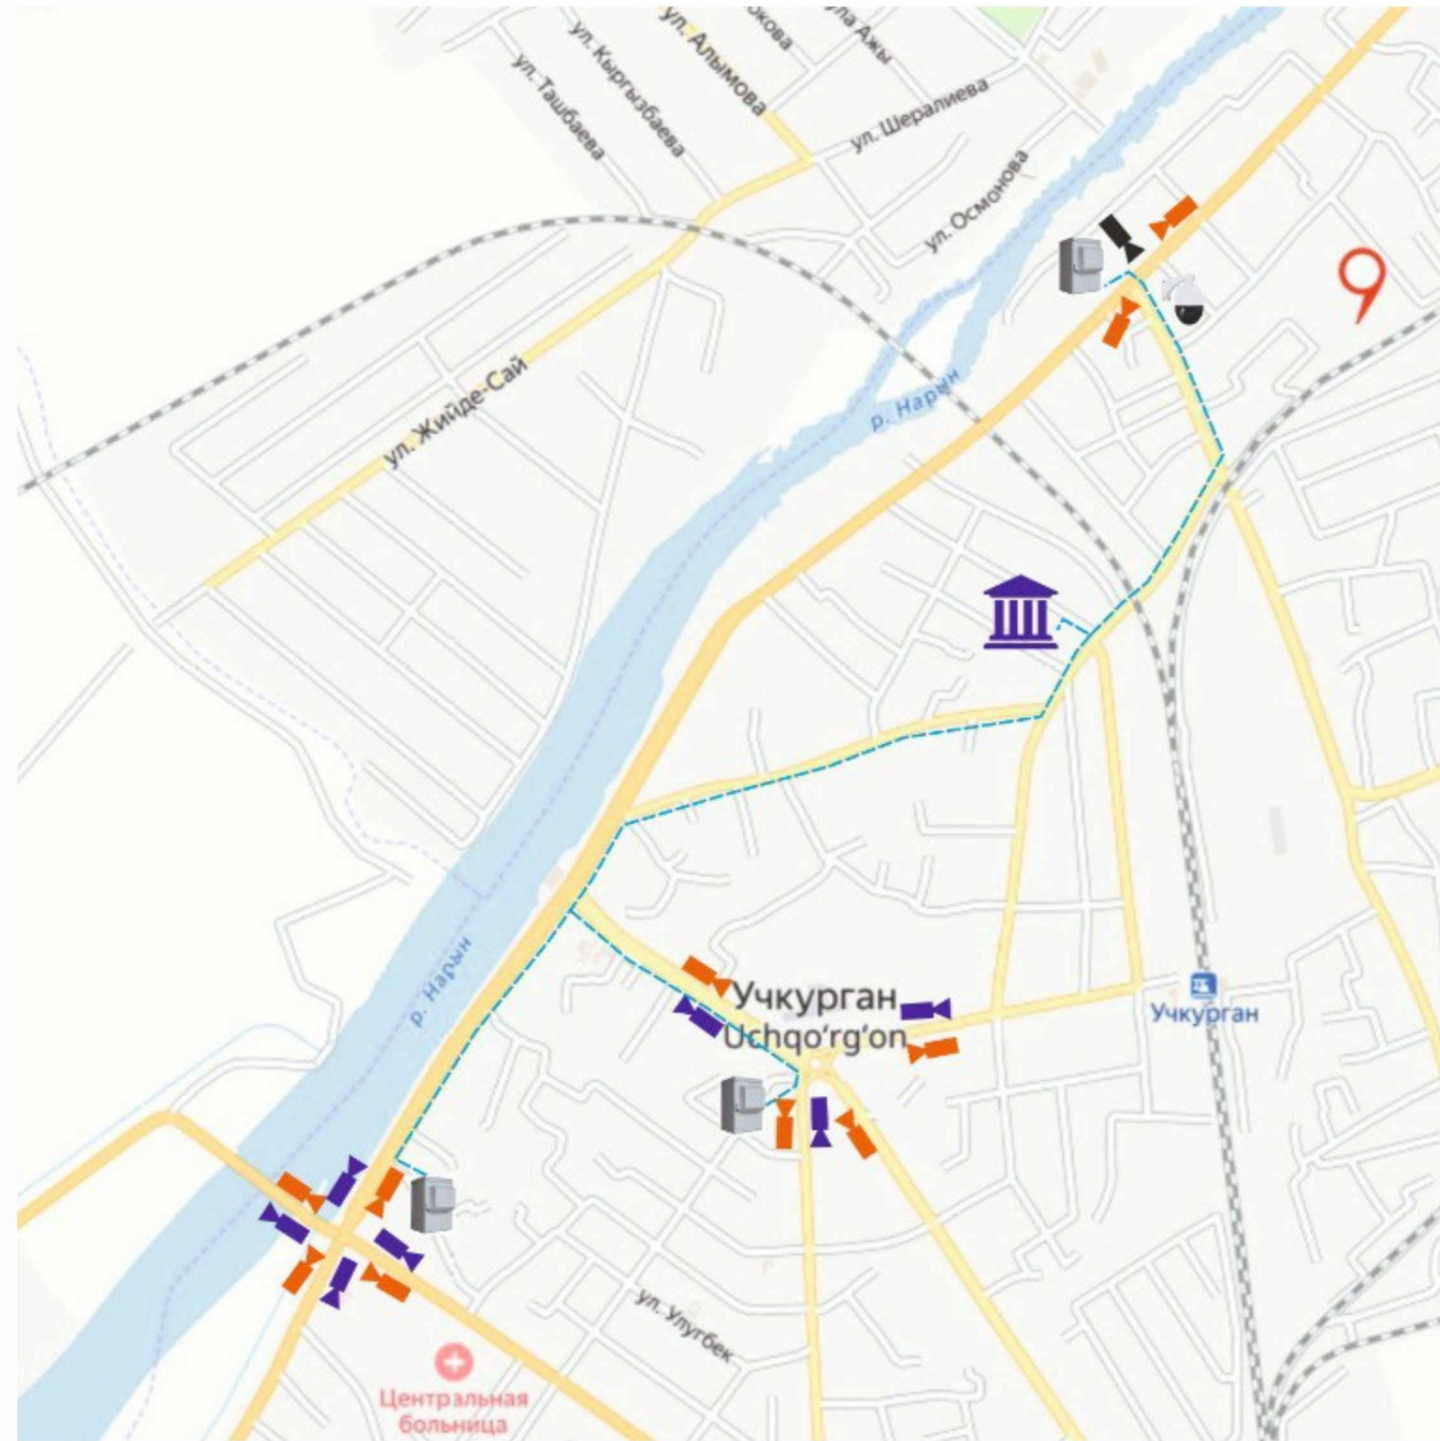 ул. Алымова
ул. Кыргызбаева
ул. Ташбаева
ул. Шералиева
ул. Осмонова
ул. Жийде-Сай
р. Нарын
р. Нарын
Учкурган
Uchqo‘rg‘on
Учкурган
ул. Улугбек
Центральная
больница